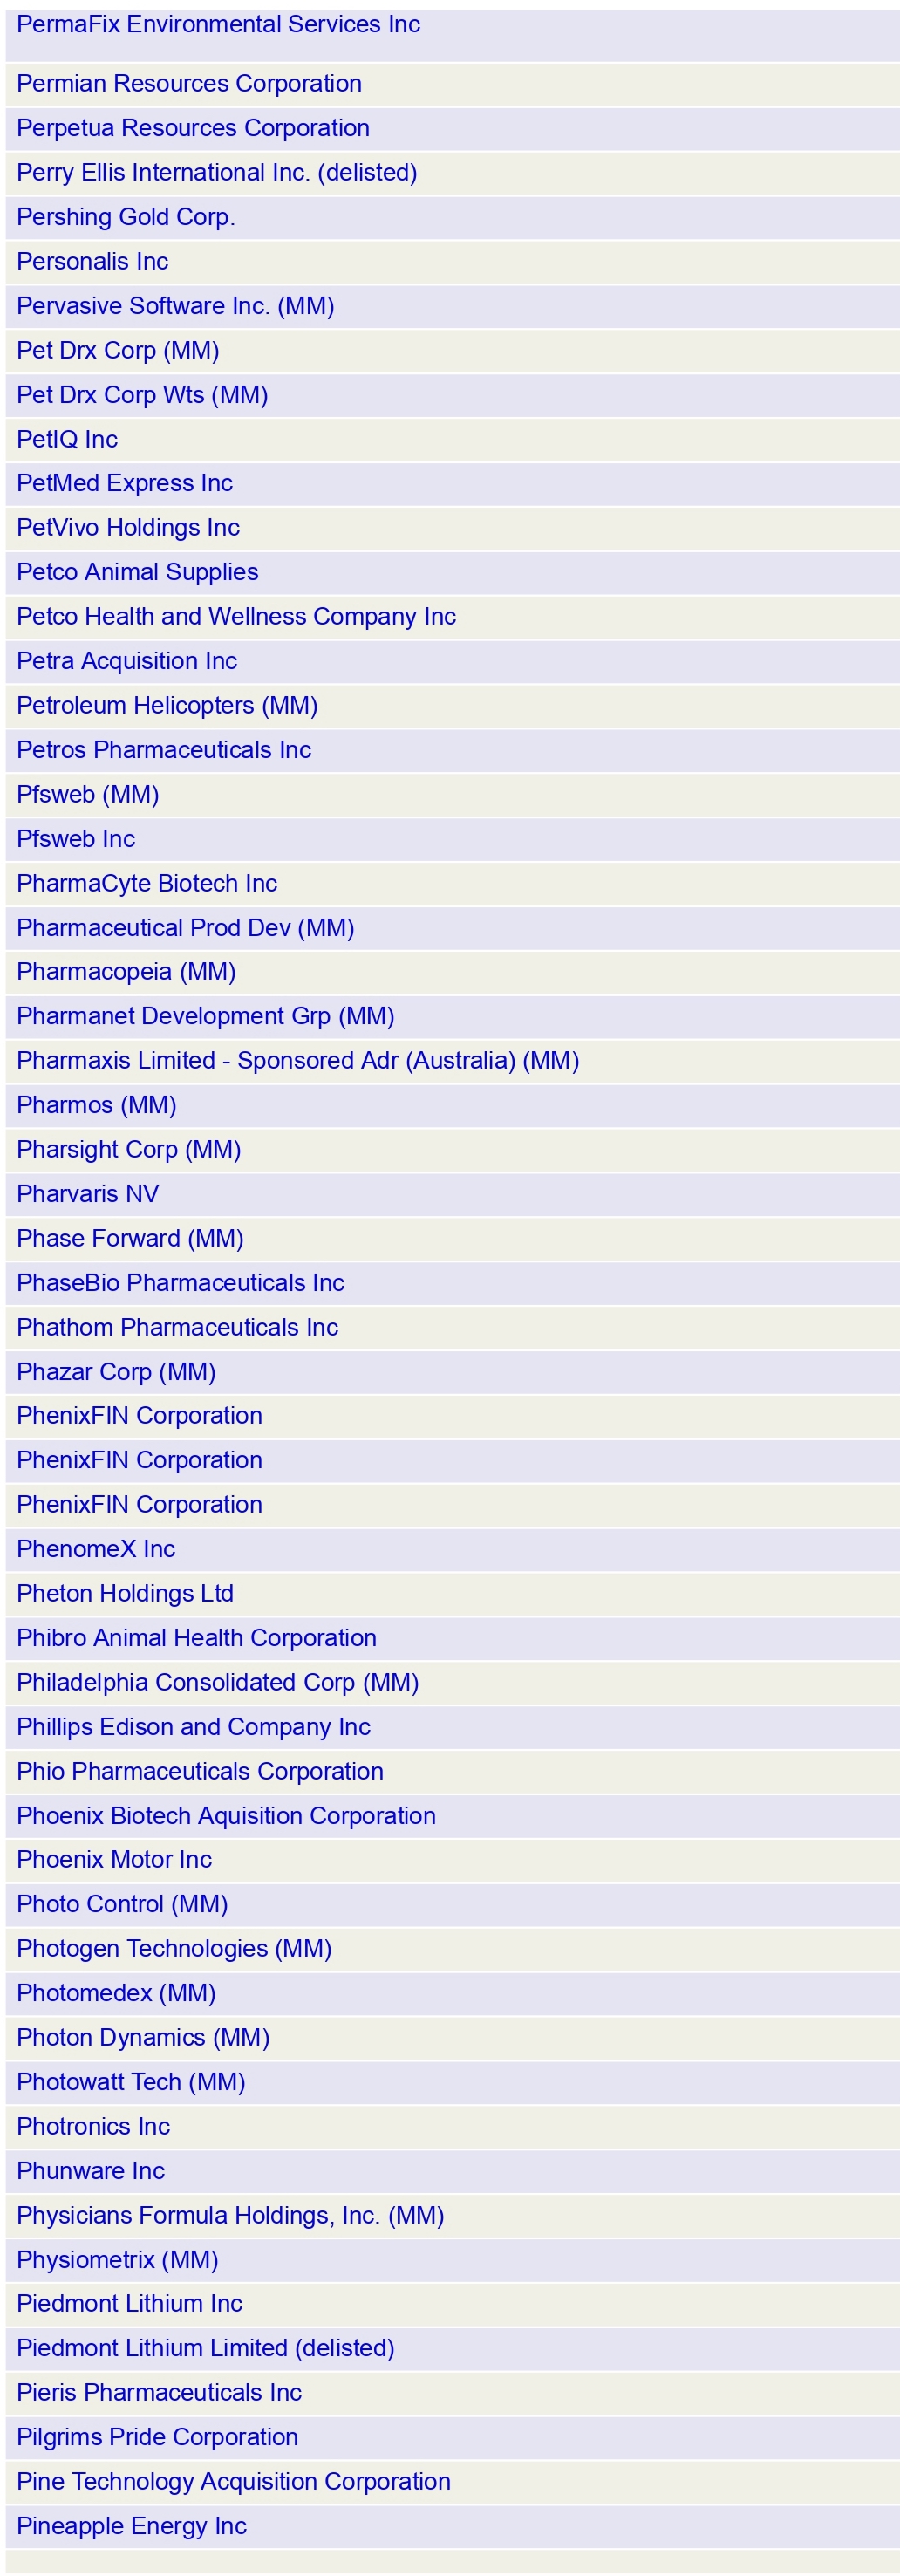 PermaFix Environmental Services Inc
Permian Resources Corporation
Perpetua Resources Corporation
Perry Ellis International Inc. (delisted)
Pershing Gold Corp.
Personalis Inc
Pervasive Software Inc. (MM)
Pet Drx Corp (MM)
Pet Drx Corp Wts (MM)
PetIQ Inc
PetMed Express Inc
PetVivo Holdings Inc
Petco Animal Supplies
Petco Health and Wellness Company Inc
Petra Acquisition Inc
Petroleum Helicopters (MM)
Petros Pharmaceuticals Inc
Pfsweb (MM)
Pfsweb Inc
PharmaCyte Biotech Inc
Pharmaceutical Prod Dev (MM)
Pharmacopeia (MM)
Pharmanet Development Grp (MM)
Pharmaxis Limited - Sponsored Adr (Australia) (MM)
Pharmos (MM)
Pharsight Corp (MM)
Pharvaris NV
Phase Forward (MM)
PhaseBio Pharmaceuticals Inc
Phathom Pharmaceuticals Inc
Phazar Corp (MM)
PhenixFIN Corporation
PhenixFIN Corporation
PhenixFIN Corporation
PhenomeX Inc
Pheton Holdings Ltd
Phibro Animal Health Corporation
Philadelphia Consolidated Corp (MM)
Phillips Edison and Company Inc
Phio Pharmaceuticals Corporation
Phoenix Biotech Aquisition Corporation
Phoenix Motor Inc
Photo Control (MM)
Photogen Technologies (MM)
Photomedex (MM)
Photon Dynamics (MM)
Photowatt Tech (MM)
Photronics Inc
Phunware Inc
Physicians Formula Holdings, Inc. (MM)
Physiometrix (MM)
Piedmont Lithium Inc
Piedmont Lithium Limited (delisted)
Pieris Pharmaceuticals Inc
Pilgrims Pride Corporation
Pine Technology Acquisition Corporation
Pineapple Energy Inc